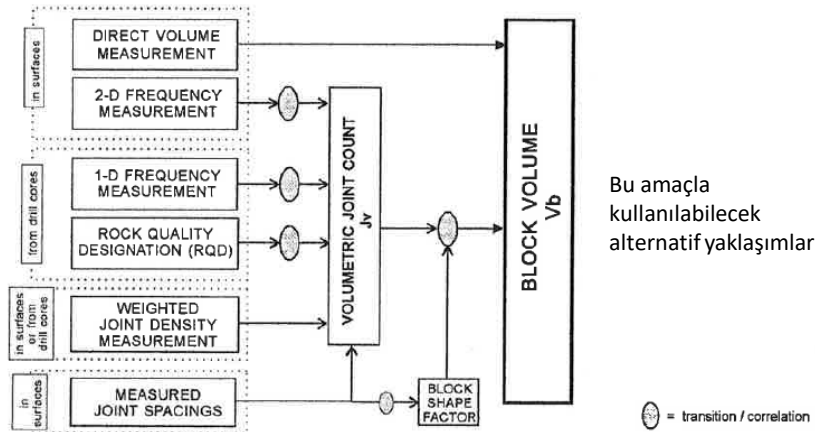 in surfaces
DIRECT VOLUME
MEASUREMENT
2-D FREQUENCY
MEASUREMENT
from drill cores
1-D FREQUENCY
MEASUREMENT
ROCK QUALITY
DESIGNATION (RQD)
in surfaces
or from
drill cores
WEIGHTED
JOINT DENSITY
MEASUREMENT
in
surfaces
MEASURED
JOINT SPACINGS
VOLUMETRIC JOINT COUNT
Jv
BLOCK
SHAPE
FACTOR
BLOCK VOLUME
Vb
Bu amaçla
kullanılabilecek
alternatif yaklaşımlar
= transition / correlation